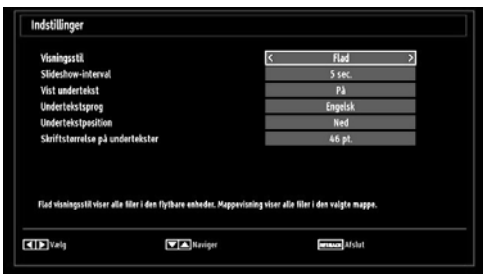 Indstillinger
Visningsstil < Flad >
Slideshow-interval 5 sec.
Vist undertekst På
Undertekstsprog Engelsk
Undertekstposition Ned
Skriftstørrelse på undertekster 46 pt.
Flad visningsstil viser alle filer i den flytbare enheder. Mappevisning viser alle filer i den valgte mappe.
Vælg Naviger Afslut